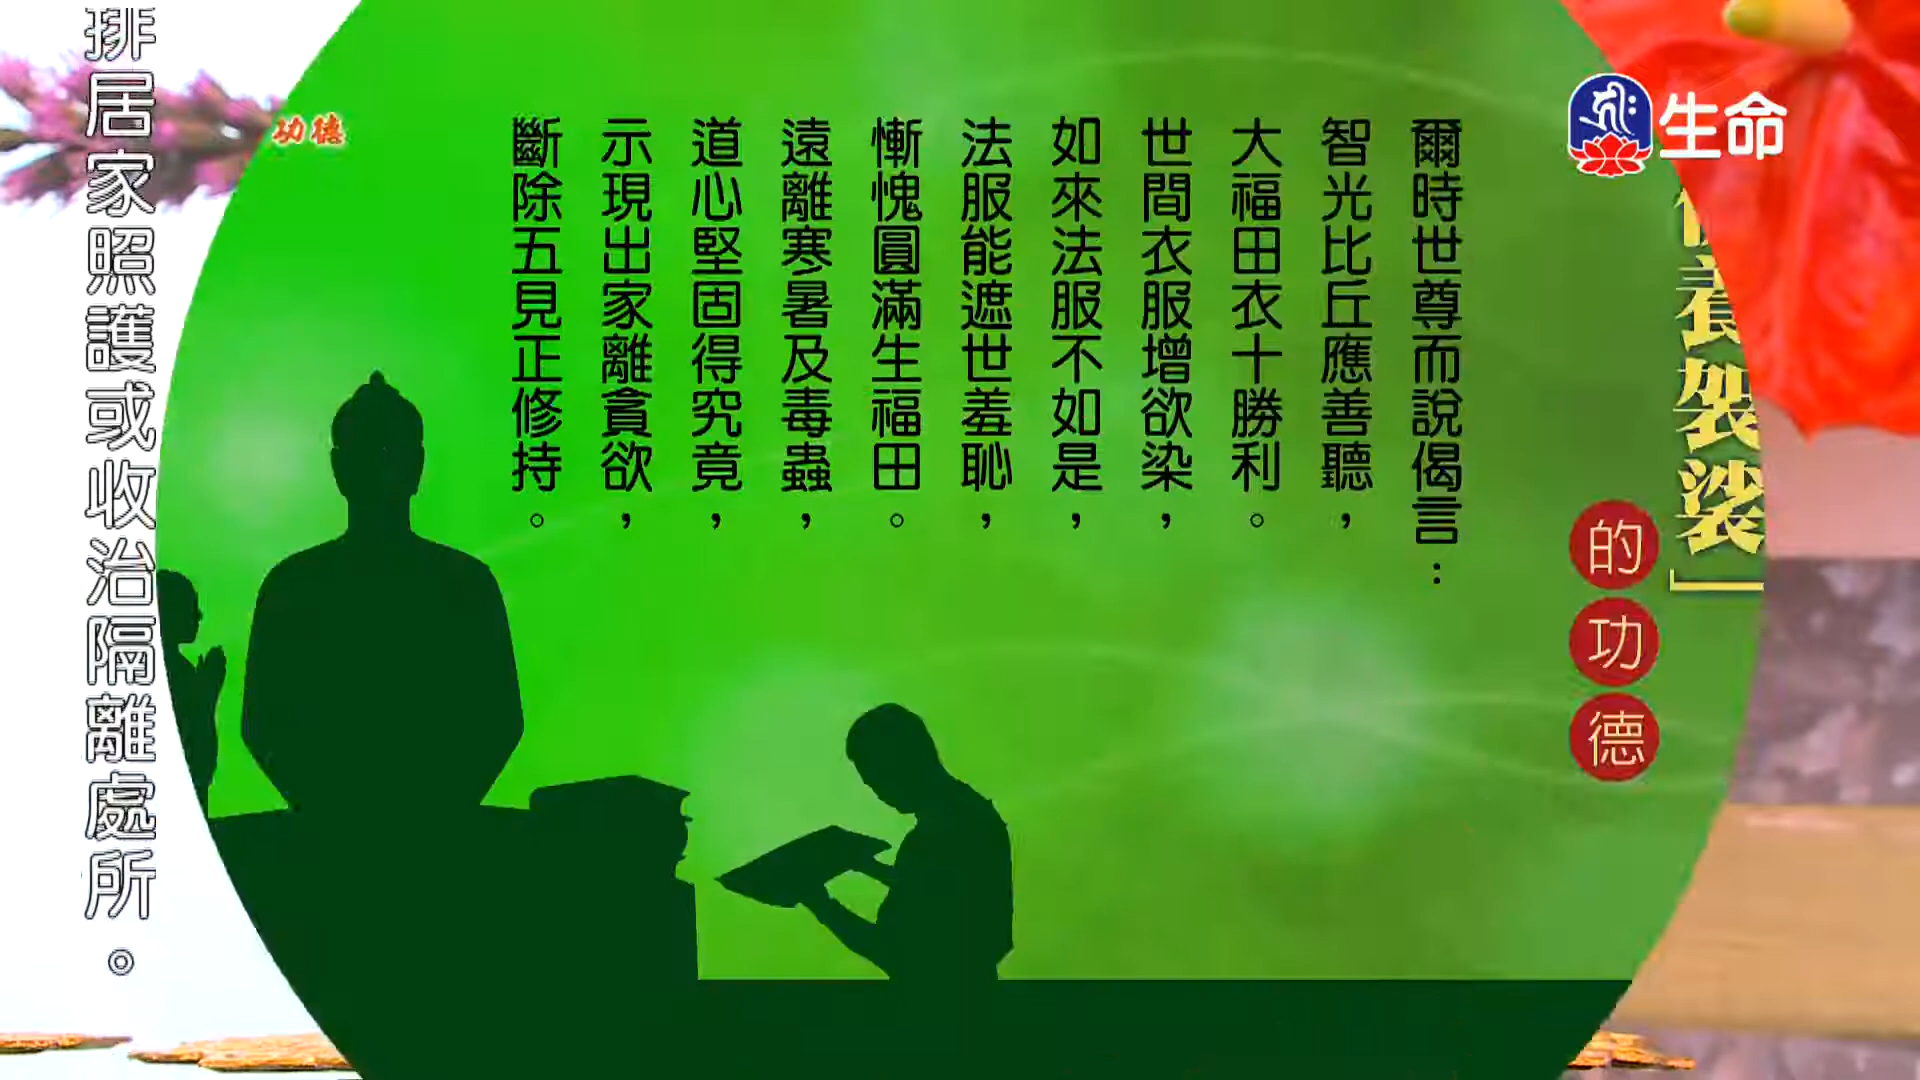 生命
供養袈裟」
的功德
爾時世尊而說偈言：
智光比丘應善聽，
大福田衣十勝利。
世間衣服增欲染，
如來法服不如是，
法服能遮世羞恥，
慚愧圓滿生福田。
遠離寒暑及毒蟲，
道心堅固得究竟，
示現出家離貪欲，
斷除五見正修持。
功德
排居家照護或收治隔離處所。